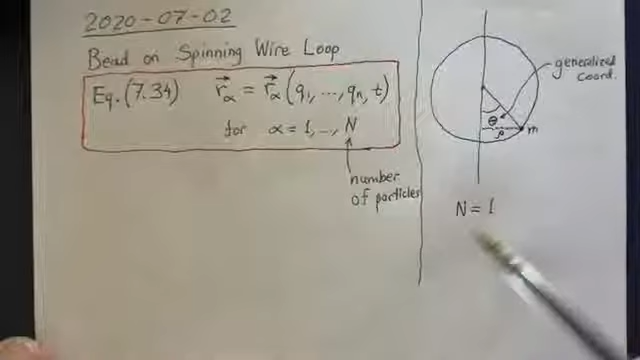 2020-07-02
Bead on Spinning Wire Loop
Eq. (7.34) r⃗α = r⃗α (q1, ..., qn, t)
for α = 1, ..., N
number
of particles
generalized
coord.
θ
ρ
m
N = 1